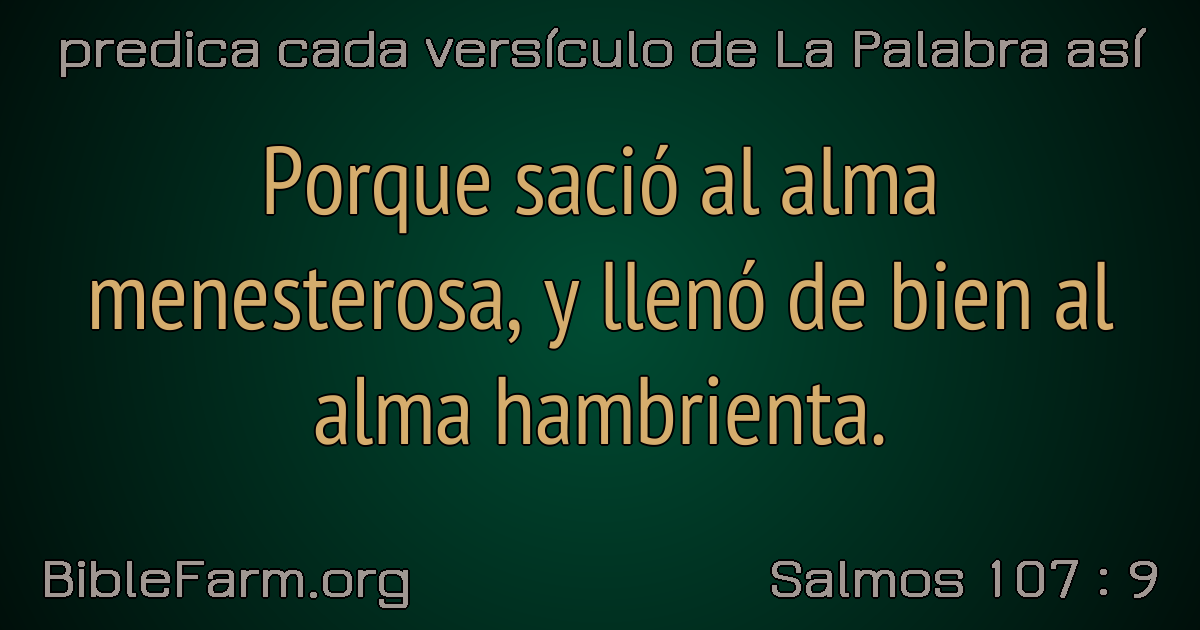 predica cada versículo de La Palabra así
Porque sació al alma
menesterosa, y llenó de bien al
alma hambrienta.
BibleFarm.org
Salmos 107 : 9